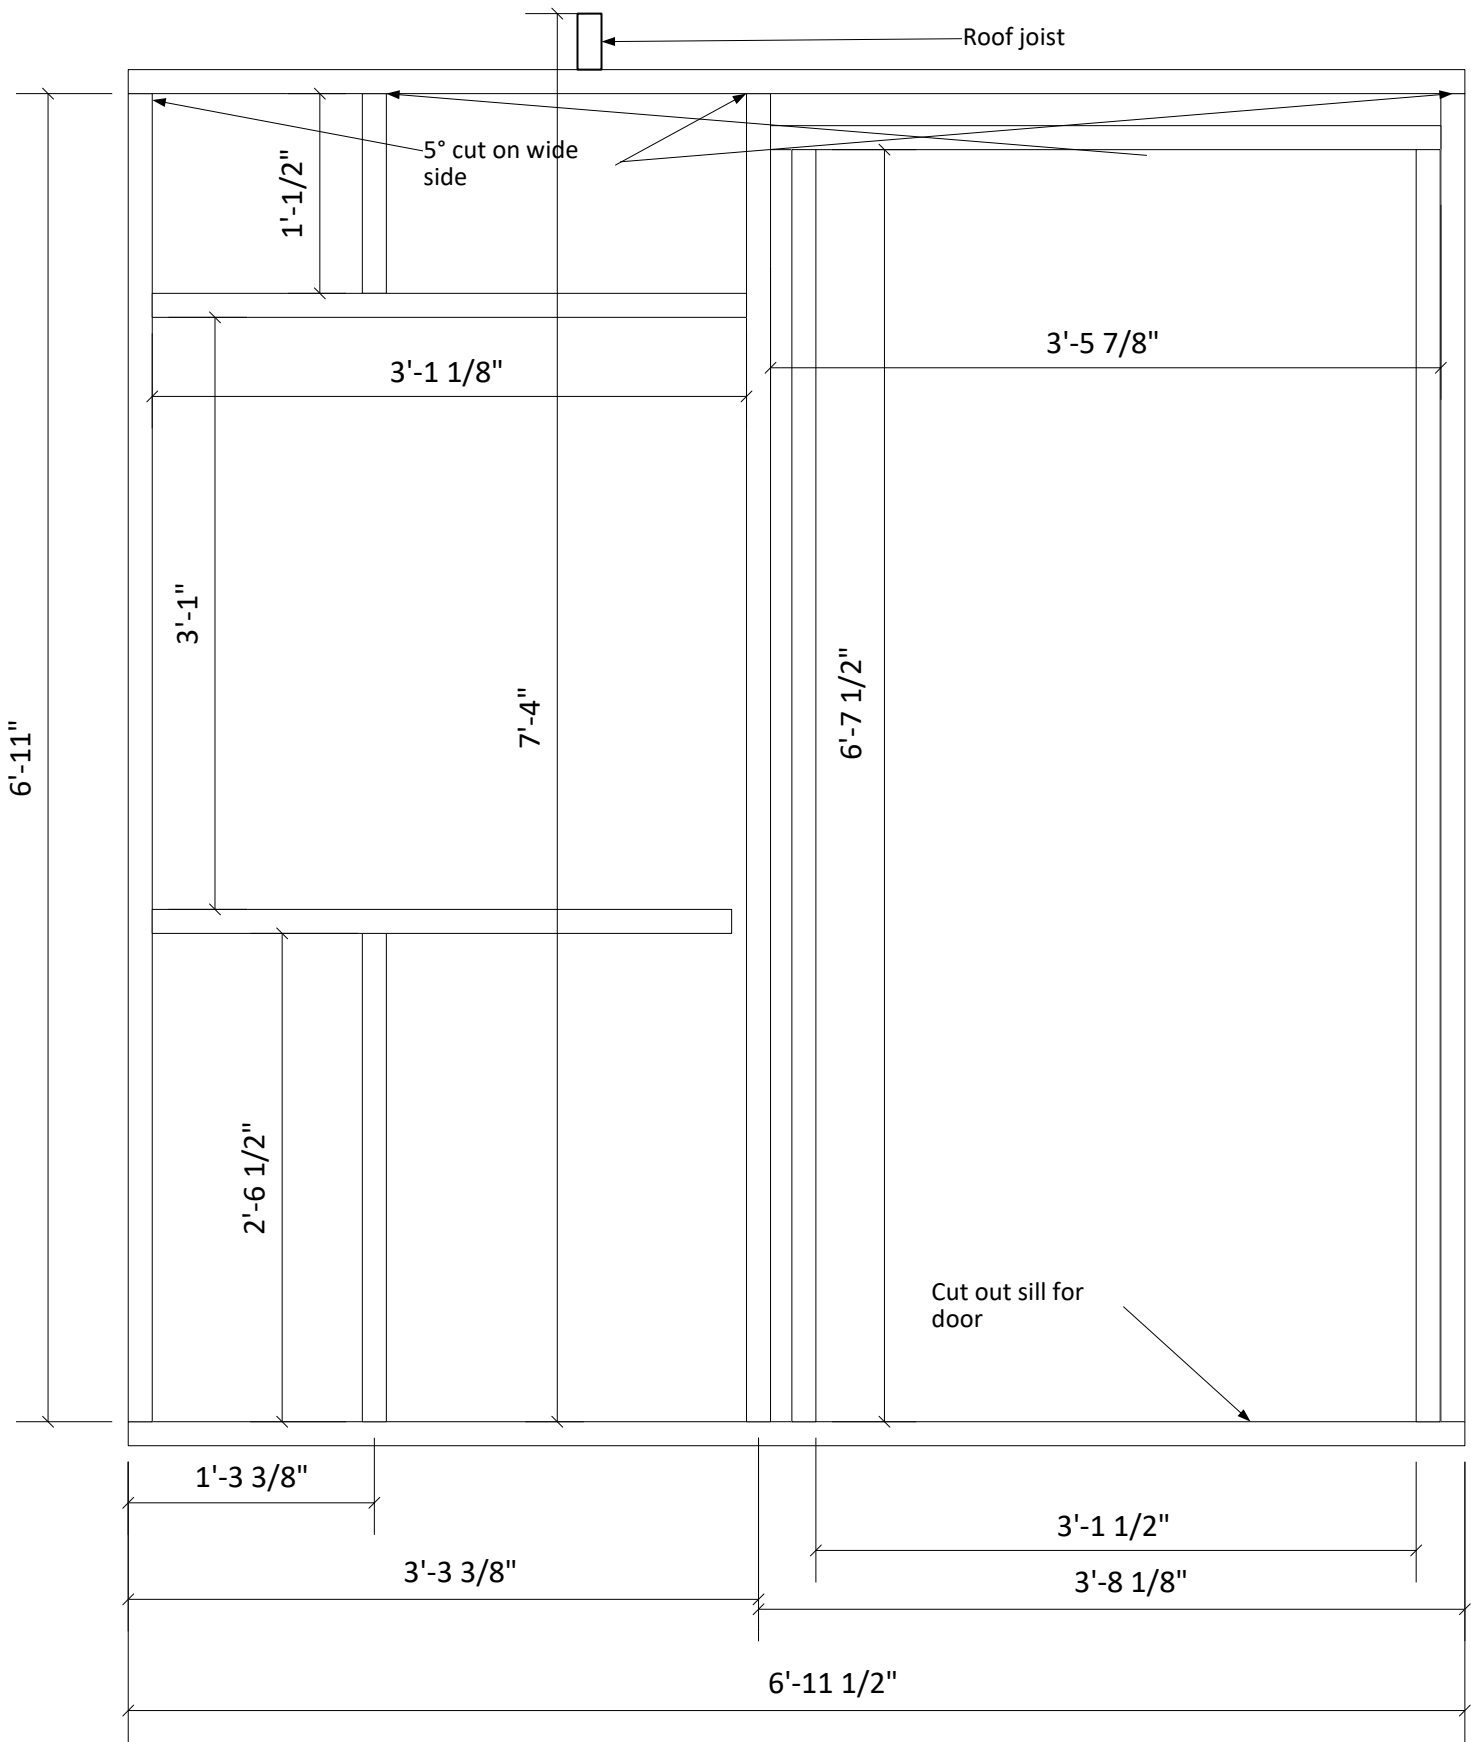 Roof joist
5° cut on wide
side
1'-1/2"
3'-5 7/8"
3'-1 1/8"
3'-1"
7'-4"
6'-7 1/2"
6'-11"
2'-6 1/2"
Cut out sill for
door
1'-3 3/8"
3'-1 1/2"
3'-3 3/8"
3'-8 1/8"
6'-11 1/2"